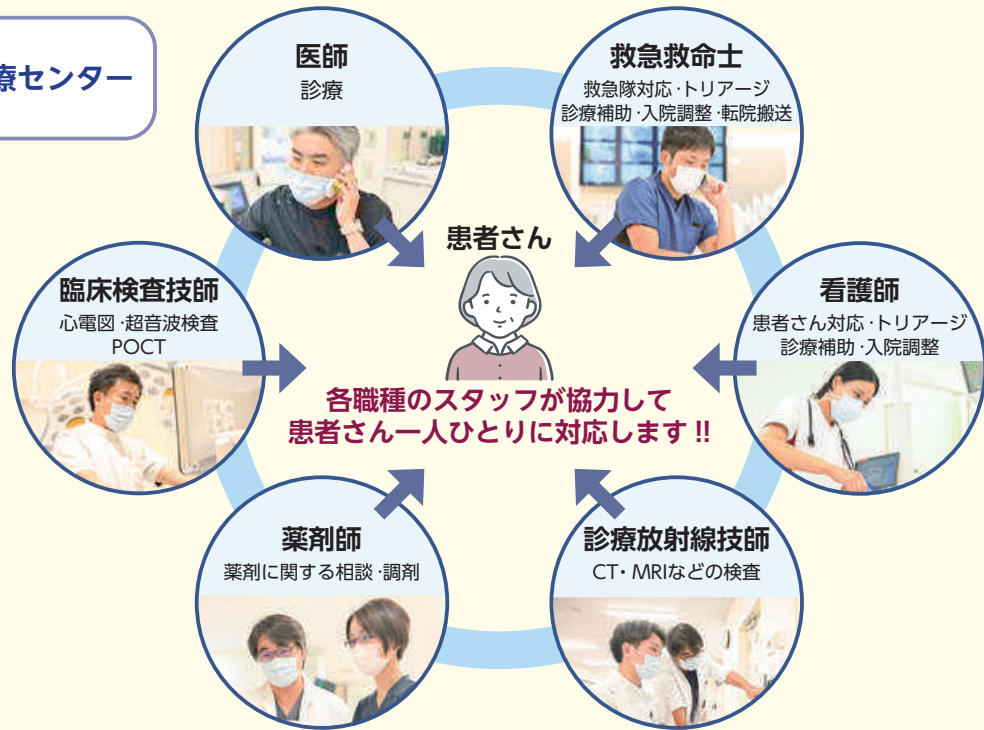 療センター
医師
診療
救急救命士
救急隊対応・トリアージ
診療補助・入院調整・転院搬送
患者さん
臨床検査技師
心電図・超音波検査
POCT
看護師
患者さん対応・トリアージ
診療補助・入院調整
各職種のスタッフが協力して
患者さん一人ひとりに対応します!!
薬剤師
薬剤に関する相談・調剤
診療放射線技師
CT・MRIなどの検査